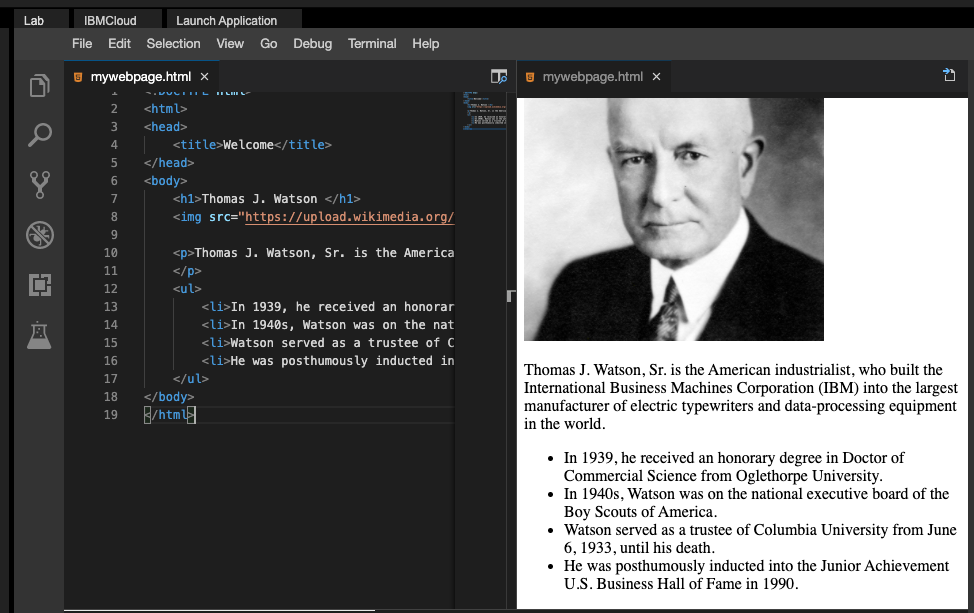 Lab IBMCloud Launch Application
File Edit Selection View Go Debug Terminal Help
mywebpage.html × mywebpage.html ×
1 <!DOCTYPE html>
2 <html>
3 <head>
4 <title>Welcome</title>
5 </head>
6 <body>
7 <h1>Thomas J. Watson </h1>
8 <img src="https://upload.wikimedia.org/
9
10 <p>Thomas J. Watson, Sr. is the America
11 </p>
12 <ul>
13 <li>In 1939, he received an honorar
14 <li>In 1940s, Watson was on the nat
15 <li>Watson served as a trustee of C
16 <li>He was posthumously inducted in
17 </ul>
18 </body>
19 </html>
Thomas J. Watson, Sr. is the American industrialist, who built the
International Business Machines Corporation (IBM) into the largest
manufacturer of electric typewriters and data-processing equipment
in the world.
• In 1939, he received an honorary degree in Doctor of
Commercial Science from Oglethorpe University.
• In 1940s, Watson was on the national executive board of the
Boy Scouts of America.
• Watson served as a trustee of Columbia University from June
6, 1933, until his death.
• He was posthumously inducted into the Junior Achievement
U.S. Business Hall of Fame in 1990.